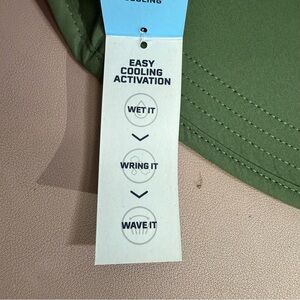 COOLING
EASY
COOLING
ACTIVATION
WET IT
WRING IT
WAVE IT